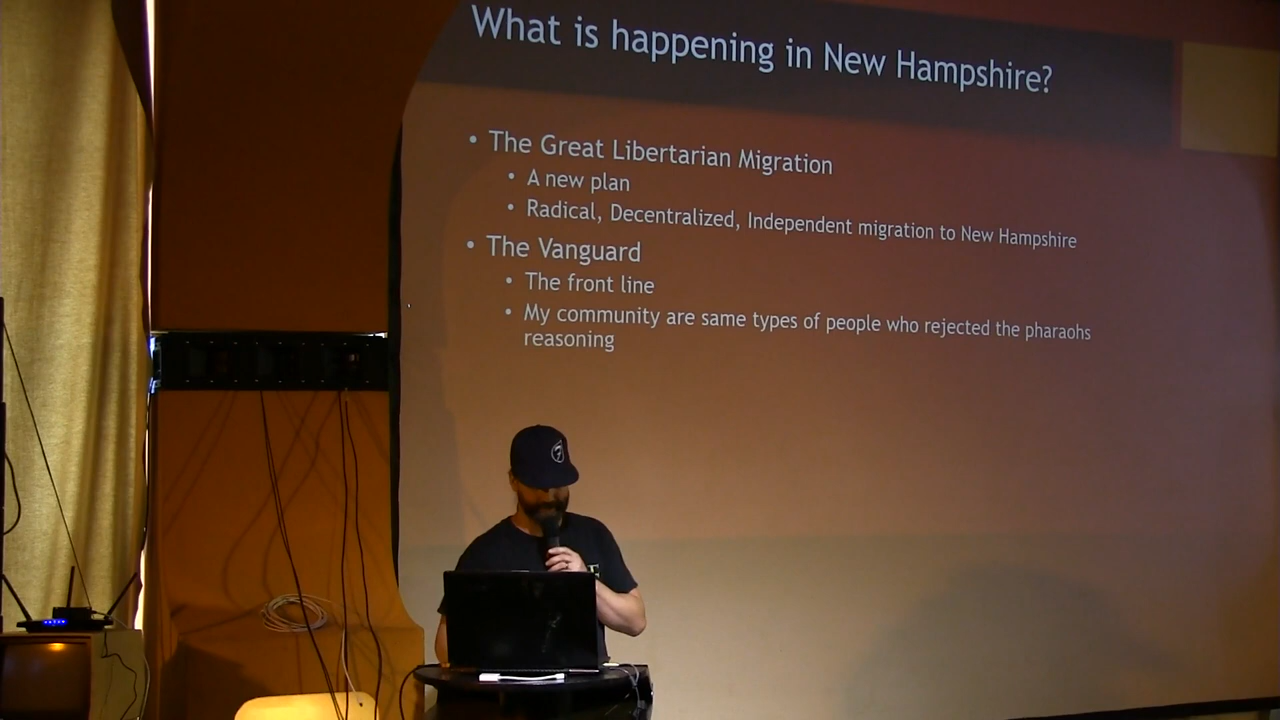 What is happening in New Hampshire?
• The Great Libertarian Migration
• A new plan
• Radical, Decentralized, Independent migration to New Hampshire
• The Vanguard
• The front line
• My community are same types of people who rejected the pharaohs
reasoning